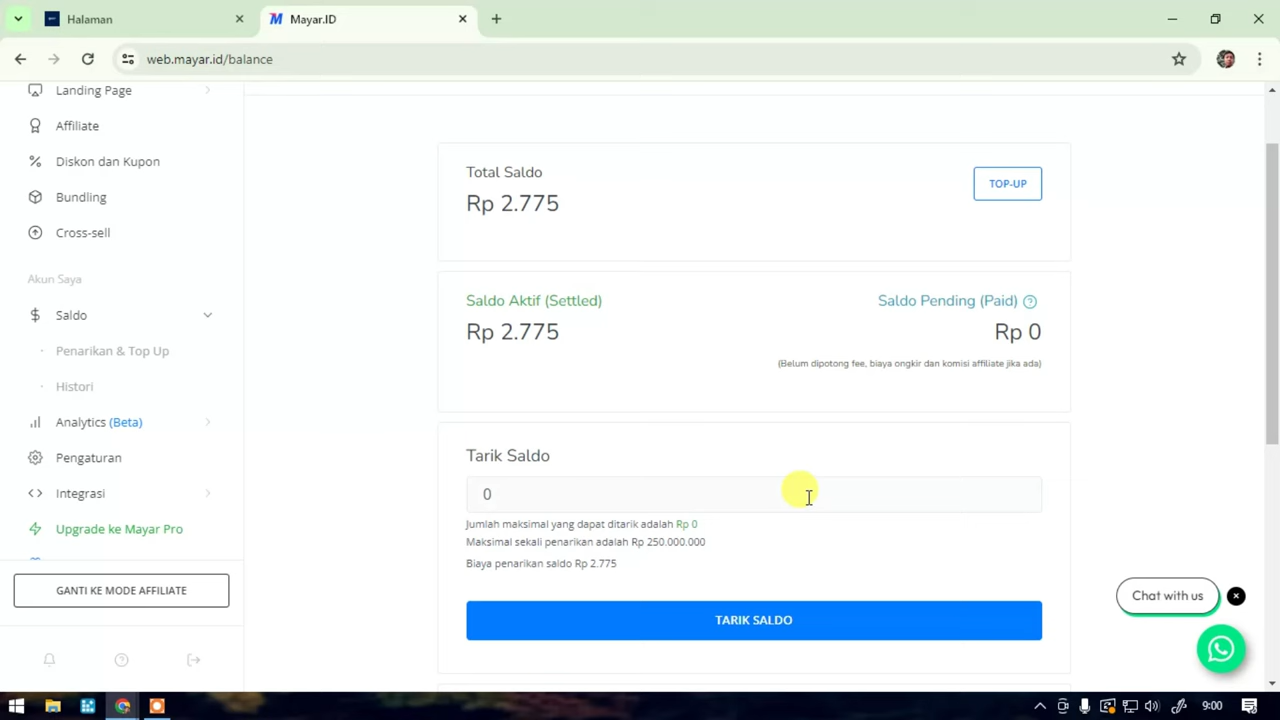 Halaman
Mayar.ID
web.mayar.id/balance
Landing Page
Affiliate
Diskon dan Kupon
Bundling
Cross-sell
Akun Saya
Saldo
Penarikan & Top Up
Histori
Analytics (Beta)
Pengaturan
Integrasi
Upgrade ke Mayar Pro
GANTI KE MODE AFFILIATE
Total Saldo
Rp 2.775
TOP-UP
Saldo Aktif (Settled)
Rp 2.775
Saldo Pending (Paid)
Rp 0
(Belum dipotong fee, biaya ongkir dan komisi affiliate jika ada)
Tarik Saldo
0
Jumlah maksimal yang dapat ditarik adalah Rp 0
Maksimal sekali penarikan adalah Rp 250.000.000
Biaya penarikan saldo Rp 2.775
TARIK SALDO
Chat with us
9:00